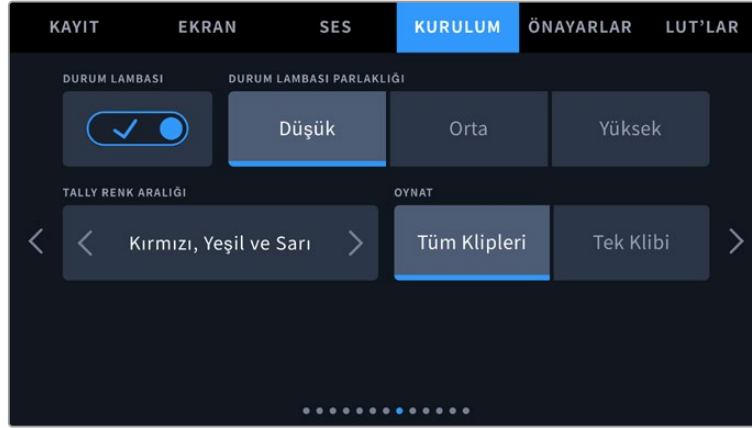 KAYIT EKRAN SES KURULUM ÖNAYARLAR LUT’LAR
DURUM LAMBASI DURUM LAMBASI PARLAKLIĞI
Düşük Orta Yüksek
TALLY RENK ARALIĞI OYNAT
Kırmızı, Yeşil ve Sarı Tüm Klipleri Tek Klibi